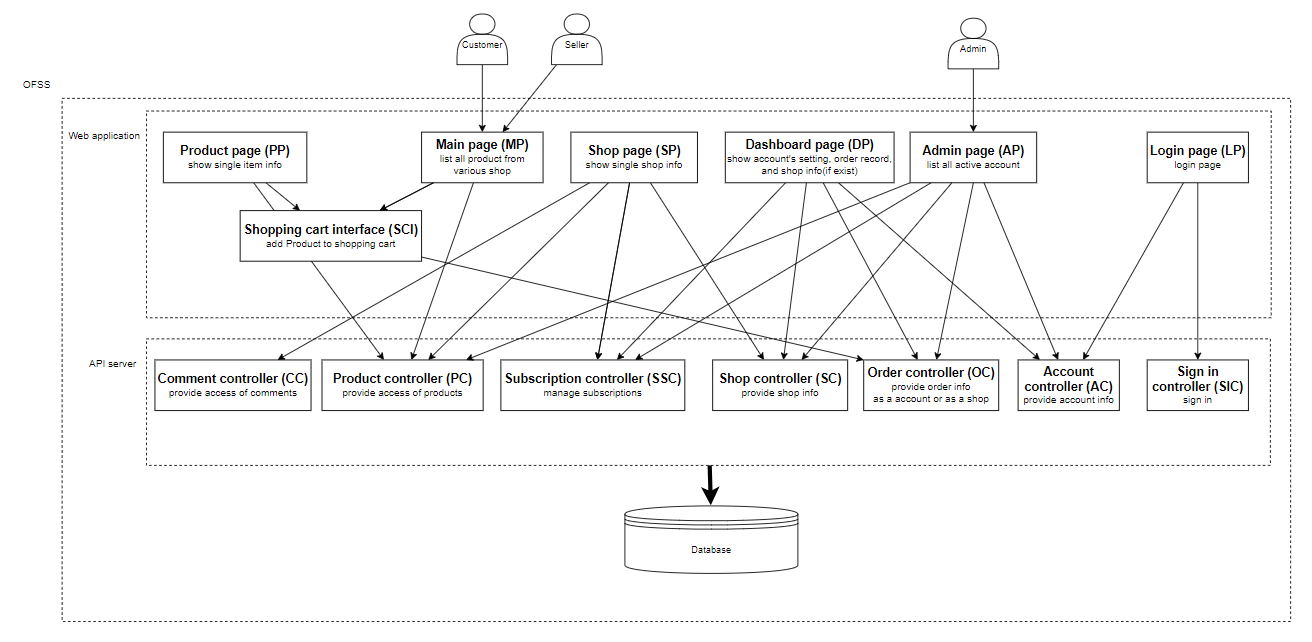 Customer
Seller
Admin
OFSS
Web application
Product page (PP)
show single item info
Main page (MP)
list all product from
various shop
Shop page (SP)
show single shop info
Dashboard page (DP)
show account's setting, order record,
and shop info(if exist)
Admin page (AP)
list all active account
Login page (LP)
login page
Shopping cart interface (SCI)
add Product to shopping cart
API server
Comment controller (CC)
provide access of comments
Product controller (PC)
provide access of products
Subscription controller (SSC)
manage subscriptions
Shop controller (SC)
provide shop info
Order controller (OC)
provide order info
as a account or as a shop
Account
controller (AC)
provide account info
Sign in
controller (SIC)
sign in
Database